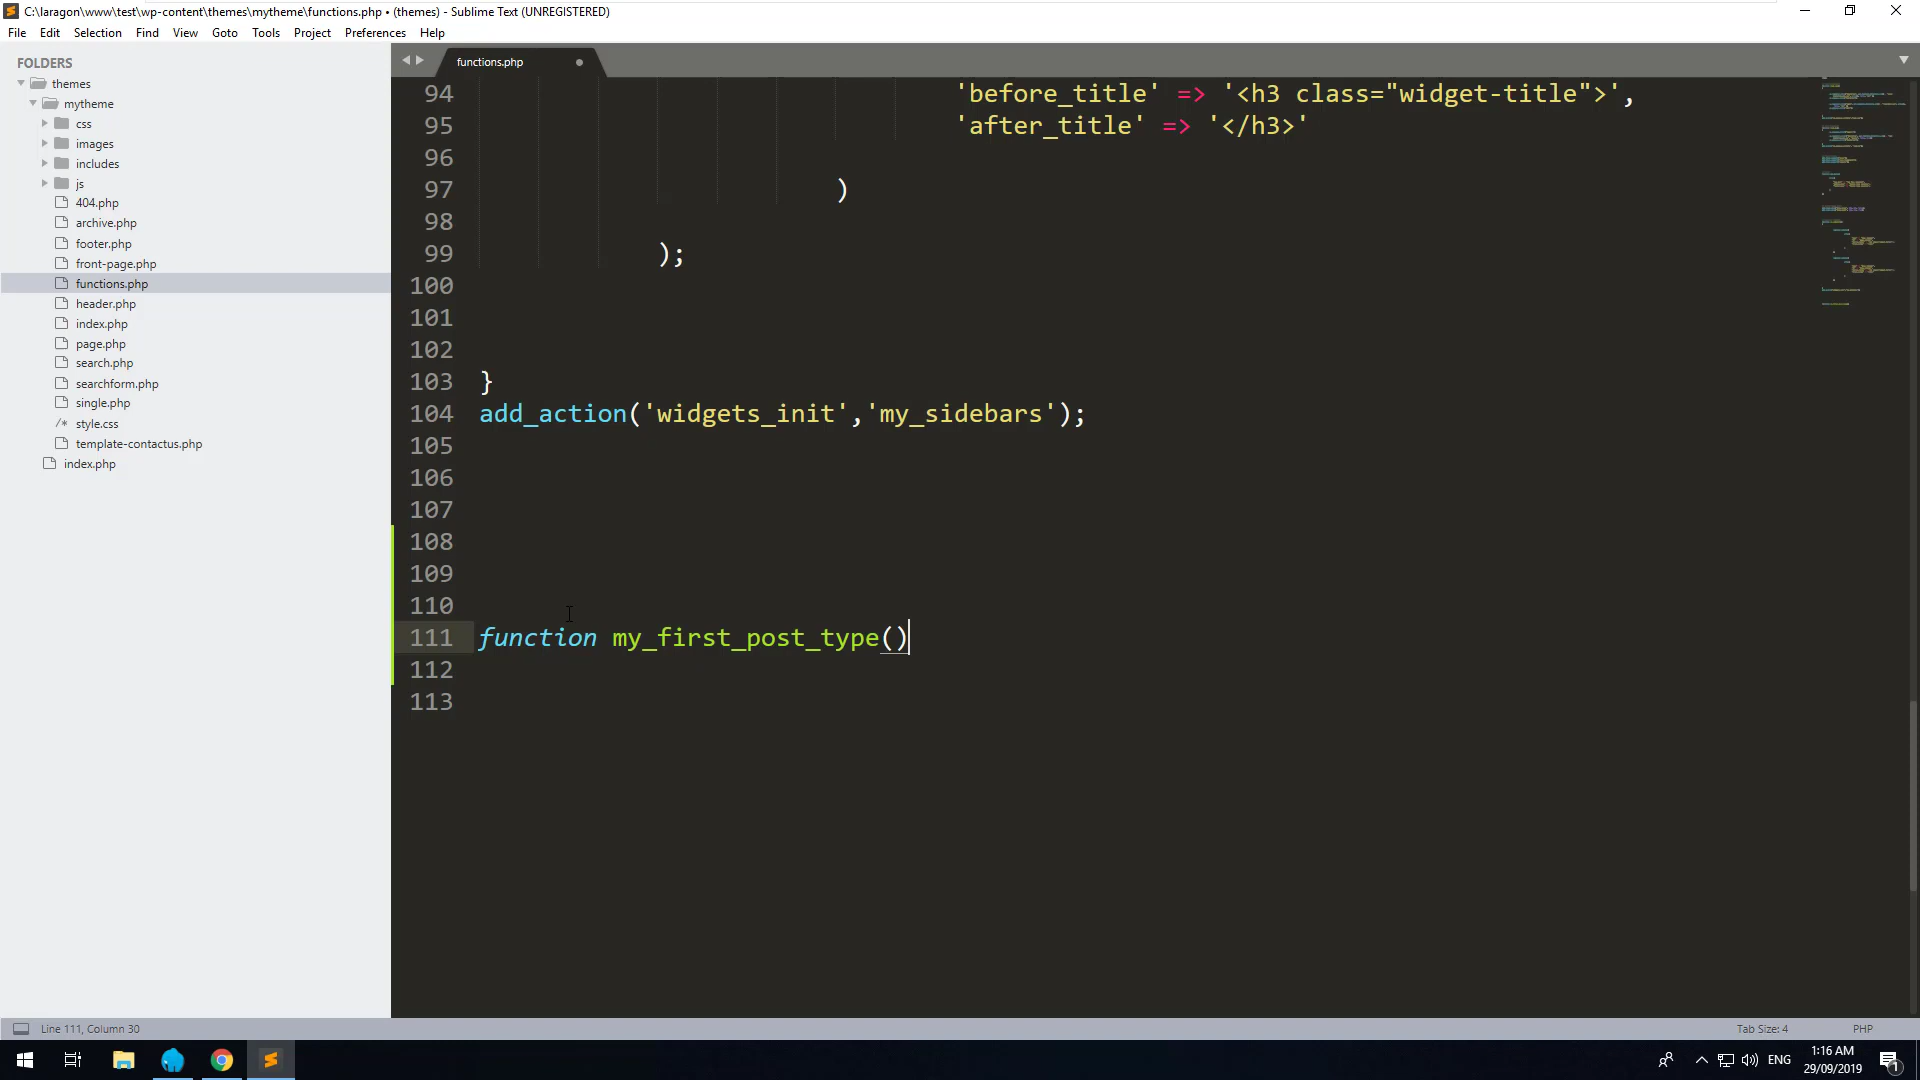 C:\laragon\www\test\wp-content\themes\mytheme\functions.php • (themes) - Sublime Text (UNREGISTERED)
File Edit Selection Find View Goto Tools Project Preferences Help
FOLDERS
themes
mytheme
css
images
includes
js
404.php
archive.php
footer.php
front-page.php
functions.php
header.php
index.php
page.php
search.php
searchform.php
single.php
/* style.css
template-contactus.php
index.php
functions.php
94 'before_title' => '<h3 class="widget-title">',
95 'after_title' => '</h3>'
96
97 )
98
99 );
100
101
102
103 }
104 add_action('widgets_init','my_sidebars');
105
106
107
108
109
110
111 function my_first_post_type()
112
113
Line 111, Column 30
Tab Size: 4
PHP
ENG
1:16 AM
29/09/2019
1